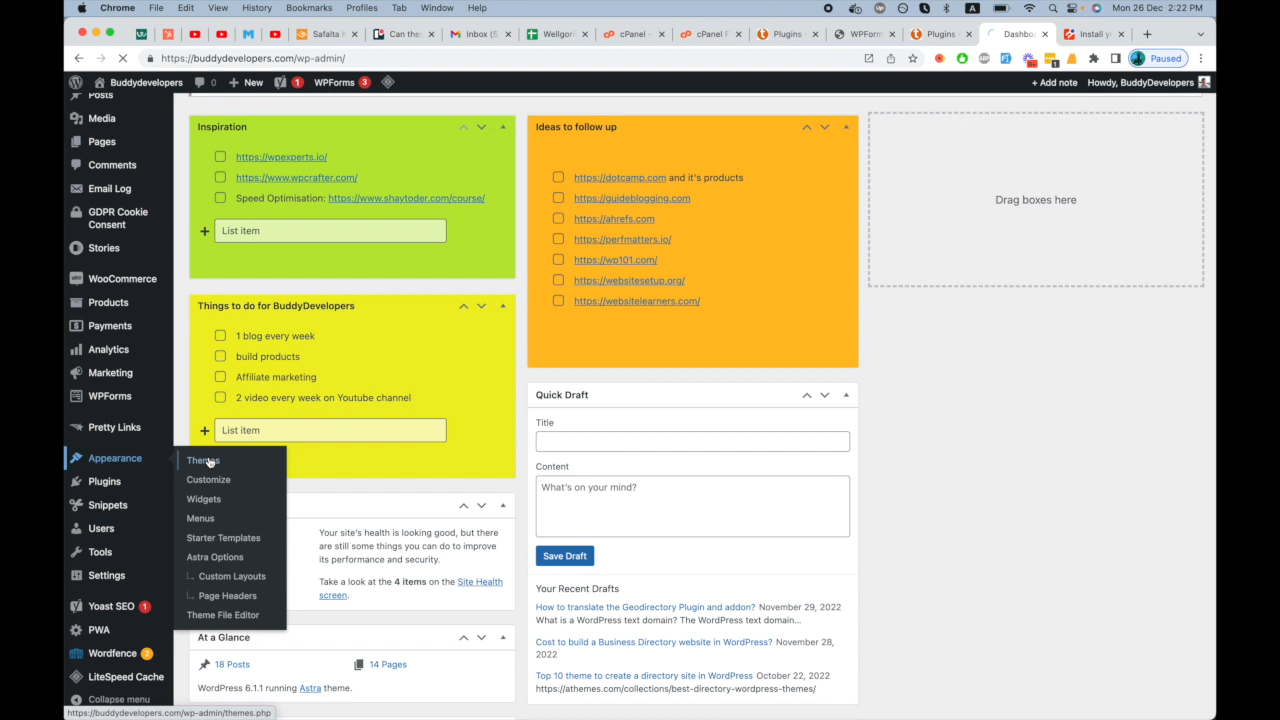 Chrome File Edit View History Bookmarks Profiles Tab Window Help Mon 26 Dec 2:22 PM
Safalta K Can the Inbox (5, Wellgori cPanel - cPanel F Plugins - WPForm Plugins Dashbo Install y
https://buddydevelopers.com/wp-admin/ Paused
Buddydevelopers 0 + New 1 WPForms 3 + Add note Howdy, BuddyDevelopers
Posts
Media
Pages
Comments
Email Log
GDPR Cookie
Consent
Stories
WooCommerce
Products
Payments
Analytics
Marketing
WPForms
Pretty Links
Appearance
Plugins
Snippets
Users
Tools
Settings
Yoast SEO 1
PWA
Wordfence 2
LiteSpeed Cache
Collapse menu
Themes
Customize
Widgets
Menus
Starter Templates
Astra Options
Custom Layouts
Page Headers
Theme File Editor
Inspiration
https://wpexperts.io/
https://www.wpcrafter.com/
Speed Optimisation: https://www.shaytoder.com/course/
+ List item
Things to do for BuddyDevelopers
1 blog every week
build products
Affiliate marketing
2 video every week on Youtube channel
+ List item
Your site's health is looking good, but there
are still some things you can do to improve
its performance and security.
Take a look at the 4 items on the Site Health
screen.
At a Glance
18 Posts 14 Pages
WordPress 6.1.1 running Astra theme.
Ideas to follow up
https://dotcamp.com and it's products
https://guideblogging.com
https://ahrefs.com
https://perfmatters.io/
https://wp101.com/
https://websitesetup.org/
https://websitelearners.com/
Quick Draft
Title
Content
What's on your mind?
Save Draft
Your Recent Drafts
How to translate the Geodirectory Plugin and addon? November 29, 2022
What is a WordPress text domain? The WordPress text domain...
Cost to build a Business Directory website in WordPress? November 28,
2022
Top 10 theme to create a directory site in WordPress October 22, 2022
https://athemes.com/collections/best-directory-wordpress-themes/
Drag boxes here
https://buddydevelopers.com/wp-admin/themes.php